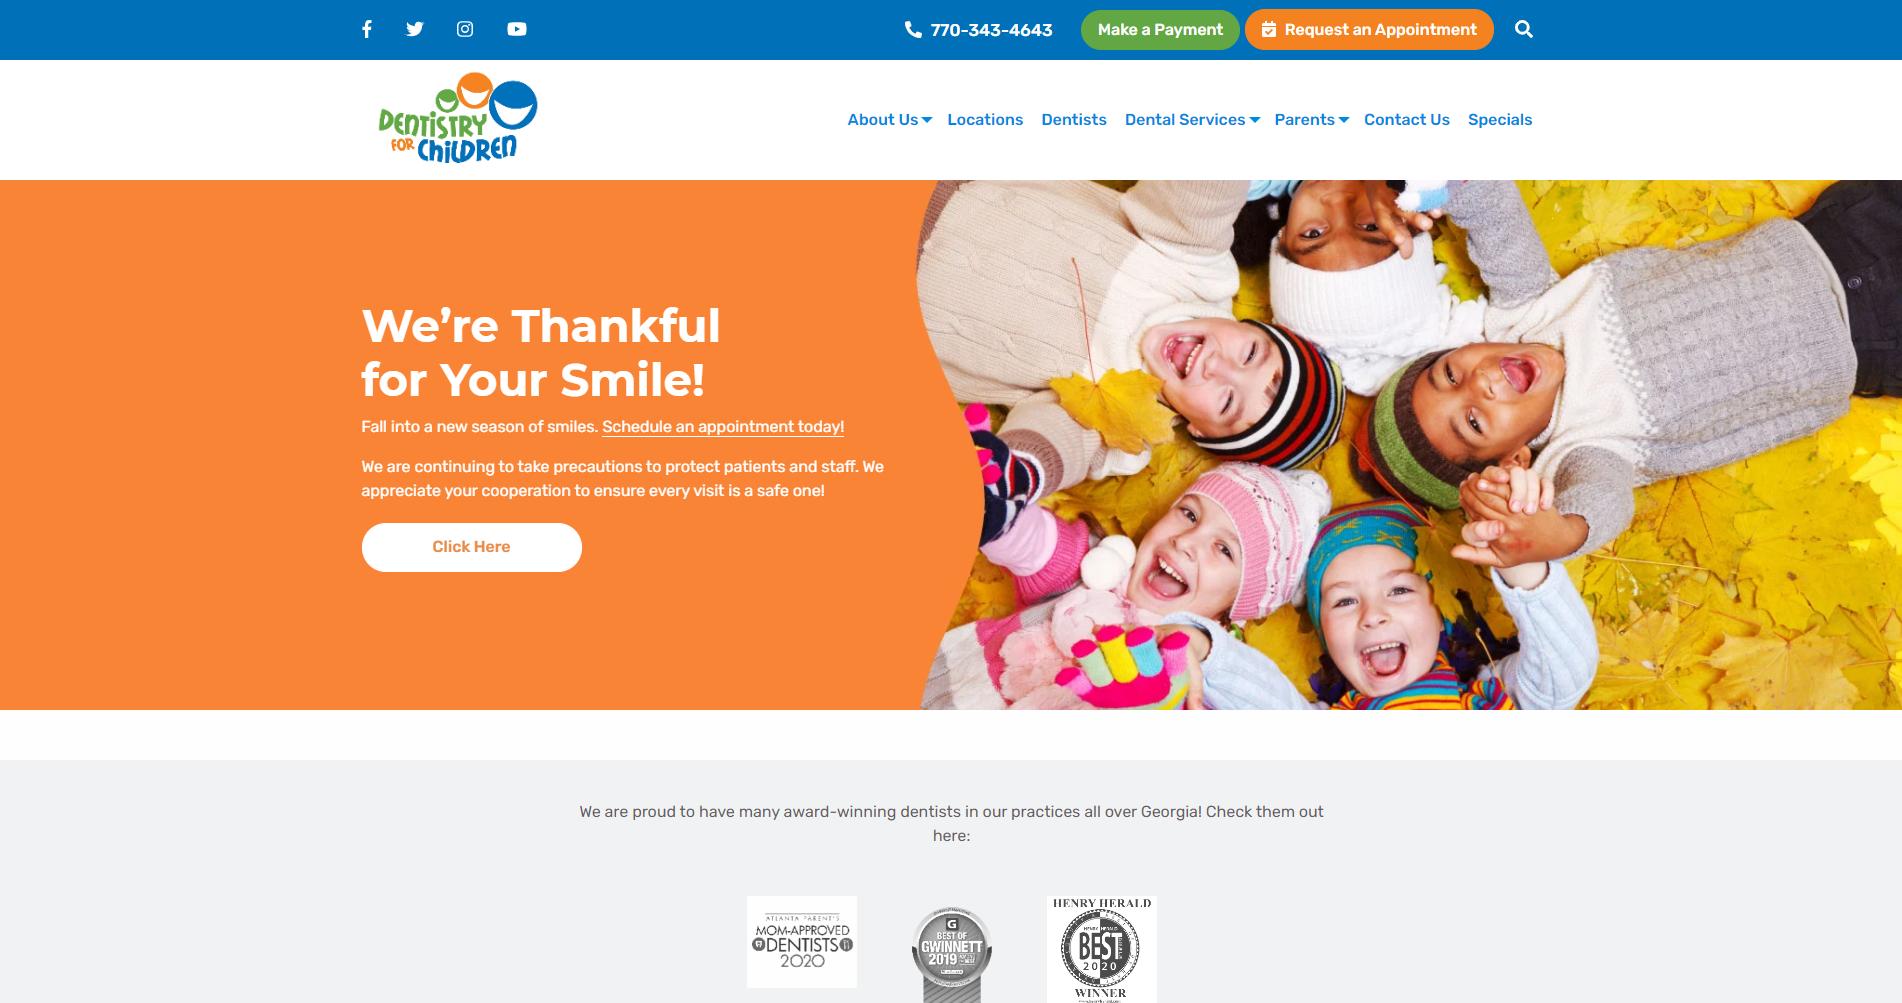 770-343-4643
Make a Payment
Request an Appointment
DENTISTRY
FOR CHILDREN
About Us
Locations
Dentists
Dental Services
Parents
Contact Us
Specials
We’re Thankful
for Your Smile!
Fall into a new season of smiles. Schedule an appointment today!
We are continuing to take precautions to protect patients and staff. We
appreciate your cooperation to ensure every visit is a safe one!
Click Here
We are proud to have many award-winning dentists in our practices all over Georgia! Check them out
here:
ATLANTA PARENT'S
MOM-APPROVED
DENTISTS
2020
G
BEST OF
GWINNETT
2019
HENRY HERALD
HENRY HERALD
BEST
2020
WINNER